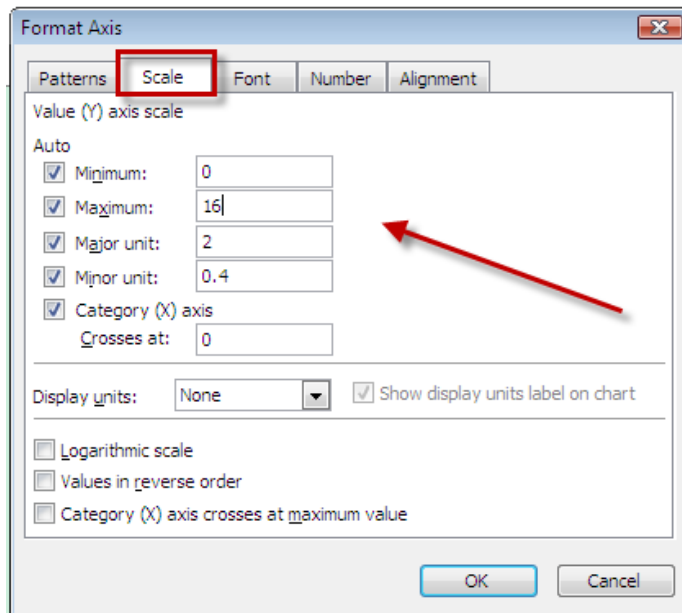 Format Axis
Patterns Scale Font Number Alignment
Value (Y) axis scale
Auto
Minimum: 0
Maximum: 16
Major unit: 2
Minor unit: 0.4
Category (X) axis
Crosses at: 0
Display units: None Show display units label on chart
Logarithmic scale
Values in reverse order
Category (X) axis crosses at maximum value
OK Cancel